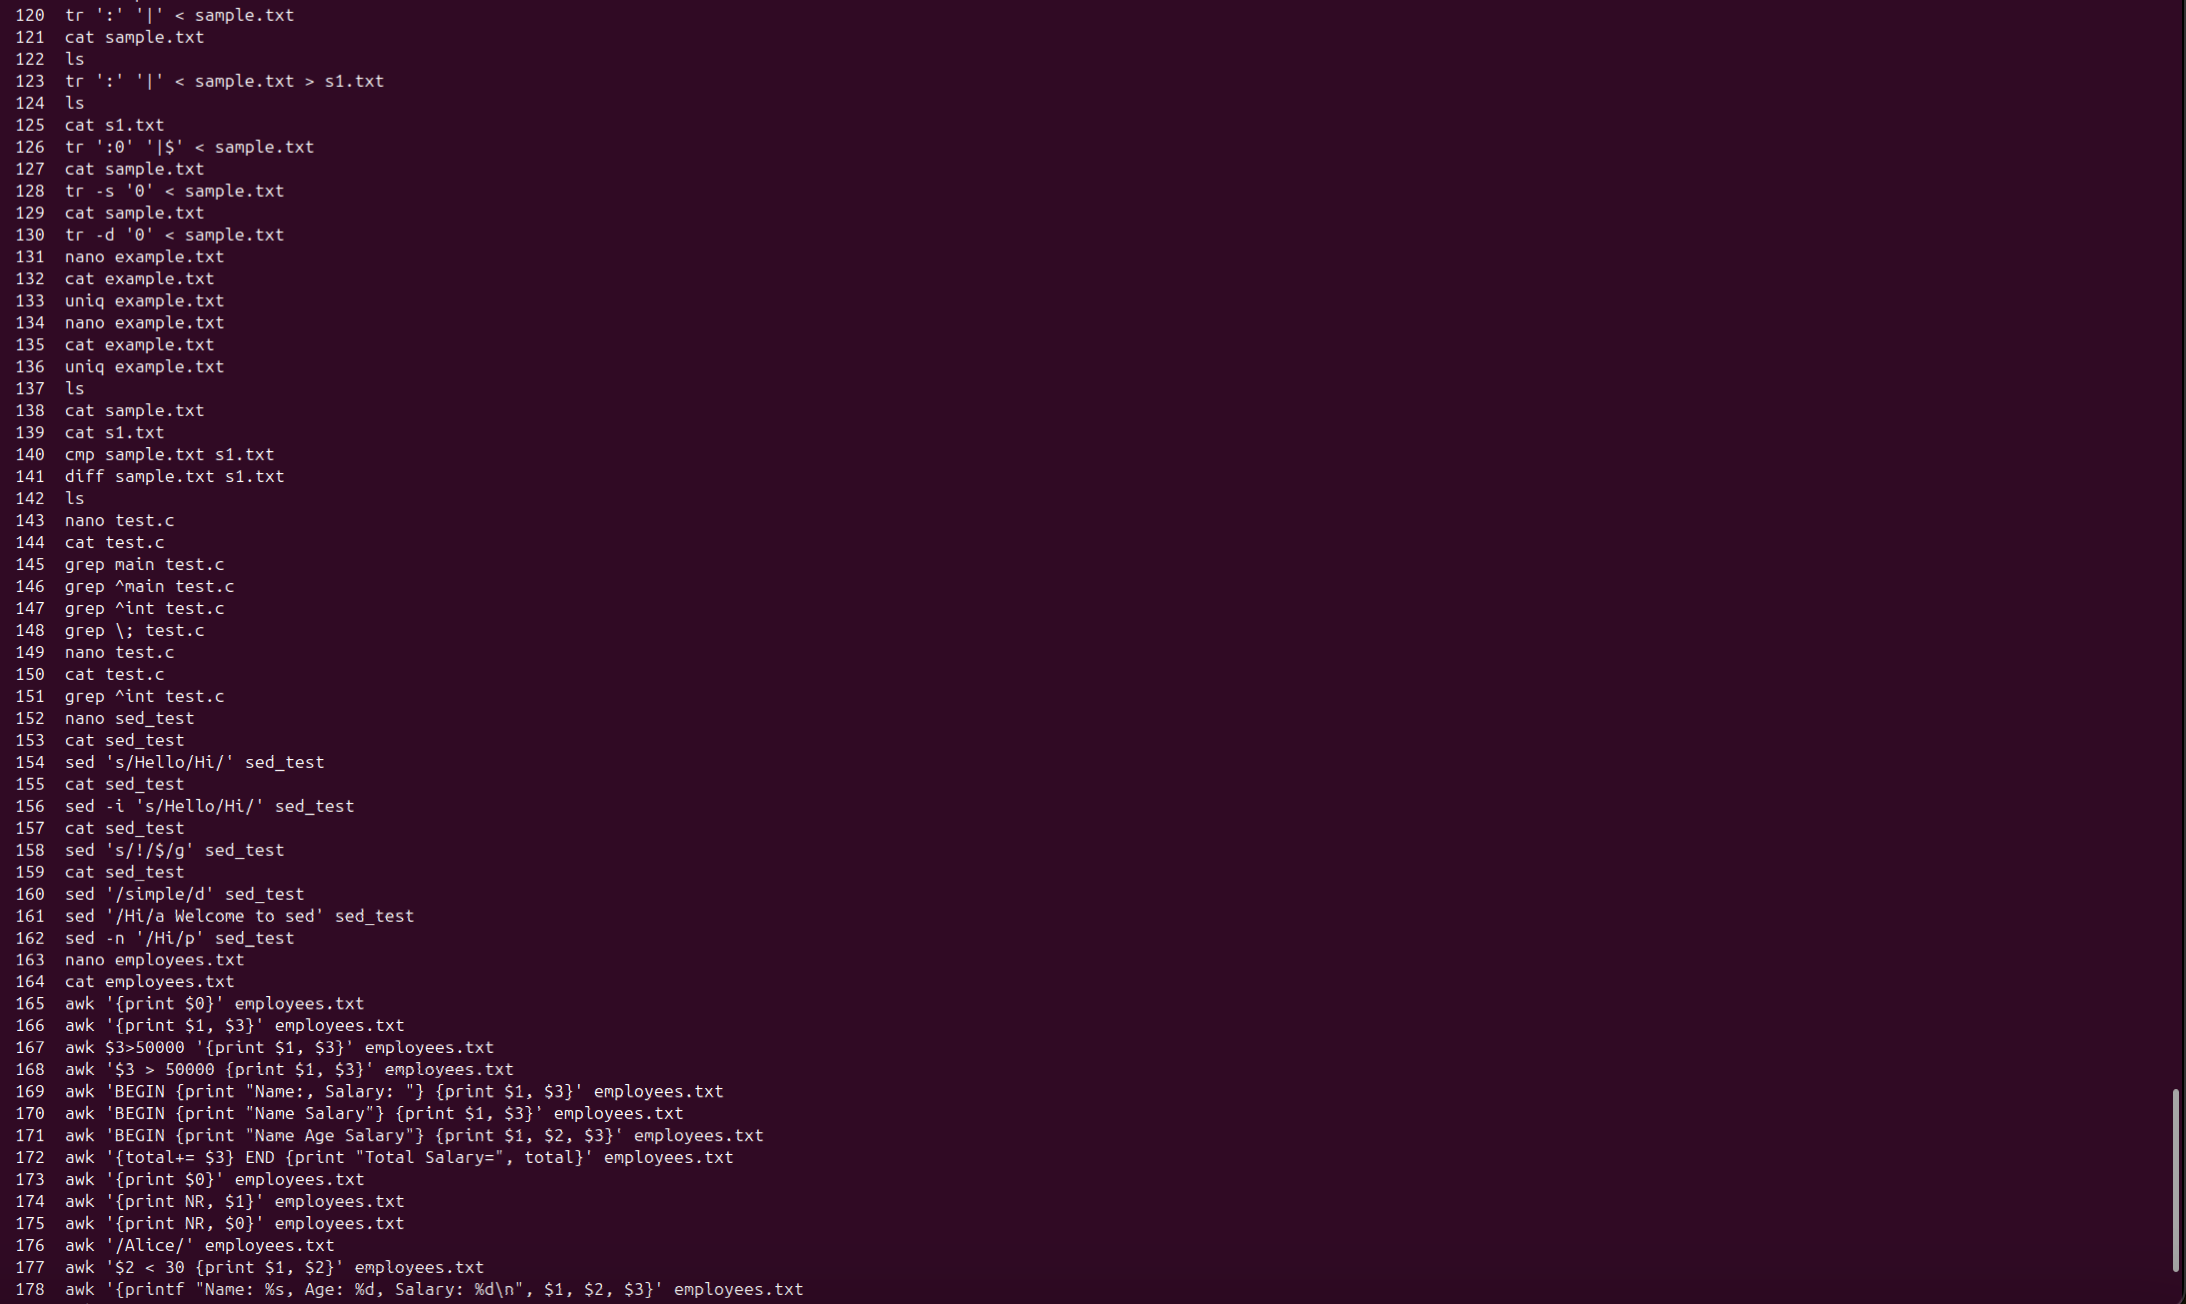 120 tr ':' '|' < sample.txt
121 cat sample.txt
122 ls
123 tr ':' '|' < sample.txt > s1.txt
124 ls
125 cat s1.txt
126 tr ':0' '|$' < sample.txt
127 cat sample.txt
128 tr -s '0' < sample.txt
129 cat sample.txt
130 tr -d '0' < sample.txt
131 nano example.txt
132 cat example.txt
133 uniq example.txt
134 nano example.txt
135 cat example.txt
136 uniq example.txt
137 ls
138 cat sample.txt
139 cat s1.txt
140 cmp sample.txt s1.txt
141 diff sample.txt s1.txt
142 ls
143 nano test.c
144 cat test.c
145 grep main test.c
146 grep ^main test.c
147 grep ^int test.c
148 grep \; test.c
149 nano test.c
150 cat test.c
151 grep ^int test.c
152 nano sed_test
153 cat sed_test
154 sed 's/Hello/Hi/' sed_test
155 cat sed_test
156 sed -i 's/Hello/Hi/' sed_test
157 cat sed_test
158 sed 's/!/$/g' sed_test
159 cat sed_test
160 sed '/simple/d' sed_test
161 sed '/Hi/a Welcome to sed' sed_test
162 sed -n '/Hi/p' sed_test
163 nano employees.txt
164 cat employees.txt
165 awk '{print $0}' employees.txt
166 awk '{print $1, $3}' employees.txt
167 awk $3>50000 '{print $1, $3}' employees.txt
168 awk '$3 > 50000 {print $1, $3}' employees.txt
169 awk 'BEGIN {print "Name:, Salary: "} {print $1, $3}' employees.txt
170 awk 'BEGIN {print "Name Salary"} {print $1, $3}' employees.txt
171 awk 'BEGIN {print "Name Age Salary"} {print $1, $2, $3}' employees.txt
172 awk '{total+= $3} END {print "Total Salary=", total}' employees.txt
173 awk '{print $0}' employees.txt
174 awk '{print NR, $1}' employees.txt
175 awk '{print NR, $0}' employees.txt
176 awk '/Alice/' employees.txt
177 awk '$2 < 30 {print $1, $2}' employees.txt
178 awk '{printf "Name: %s, Age: %d, Salary: %d\n", $1, $2, $3}' employees.txt